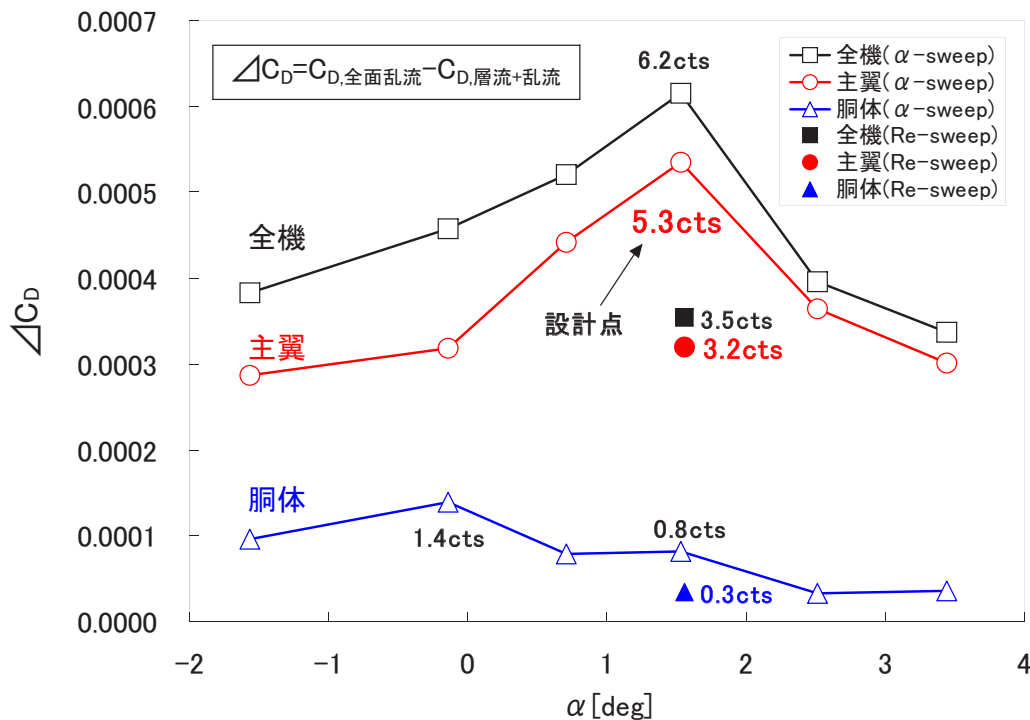 0.0007
0.0006
0.0005
0.0004
0.0003
0.0002
0.0001
0.0000
⊿CD
⊿CD=CD,全面乱流−CD,層流+乱流
6.2cts
全機(α-sweep)
主翼(α-sweep)
胴体(α-sweep)
全機(Re-sweep)
主翼(Re-sweep)
胴体(Re-sweep)
全機
5.3cts
設計点
3.5cts
3.2cts
主翼
胴体
1.4cts
0.8cts
0.3cts
-2 -1 0 1 2 3 4
α[deg]